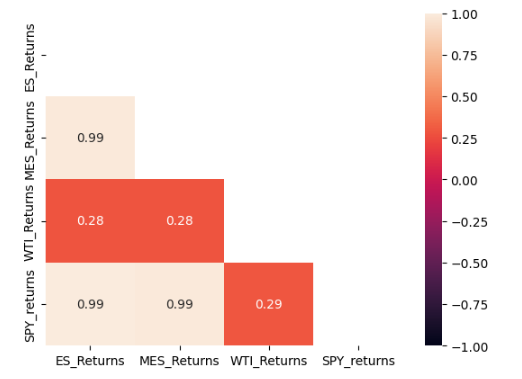 ES_Returns
MES_Returns
WTI_Returns
SPY_returns
0.99
0.28 0.28
0.99 0.99 0.29
ES_Returns MES_Returns WTI_Returns SPY_returns
1.00
0.75
0.50
0.25
0.00
−0.25
−0.50
−0.75
−1.00